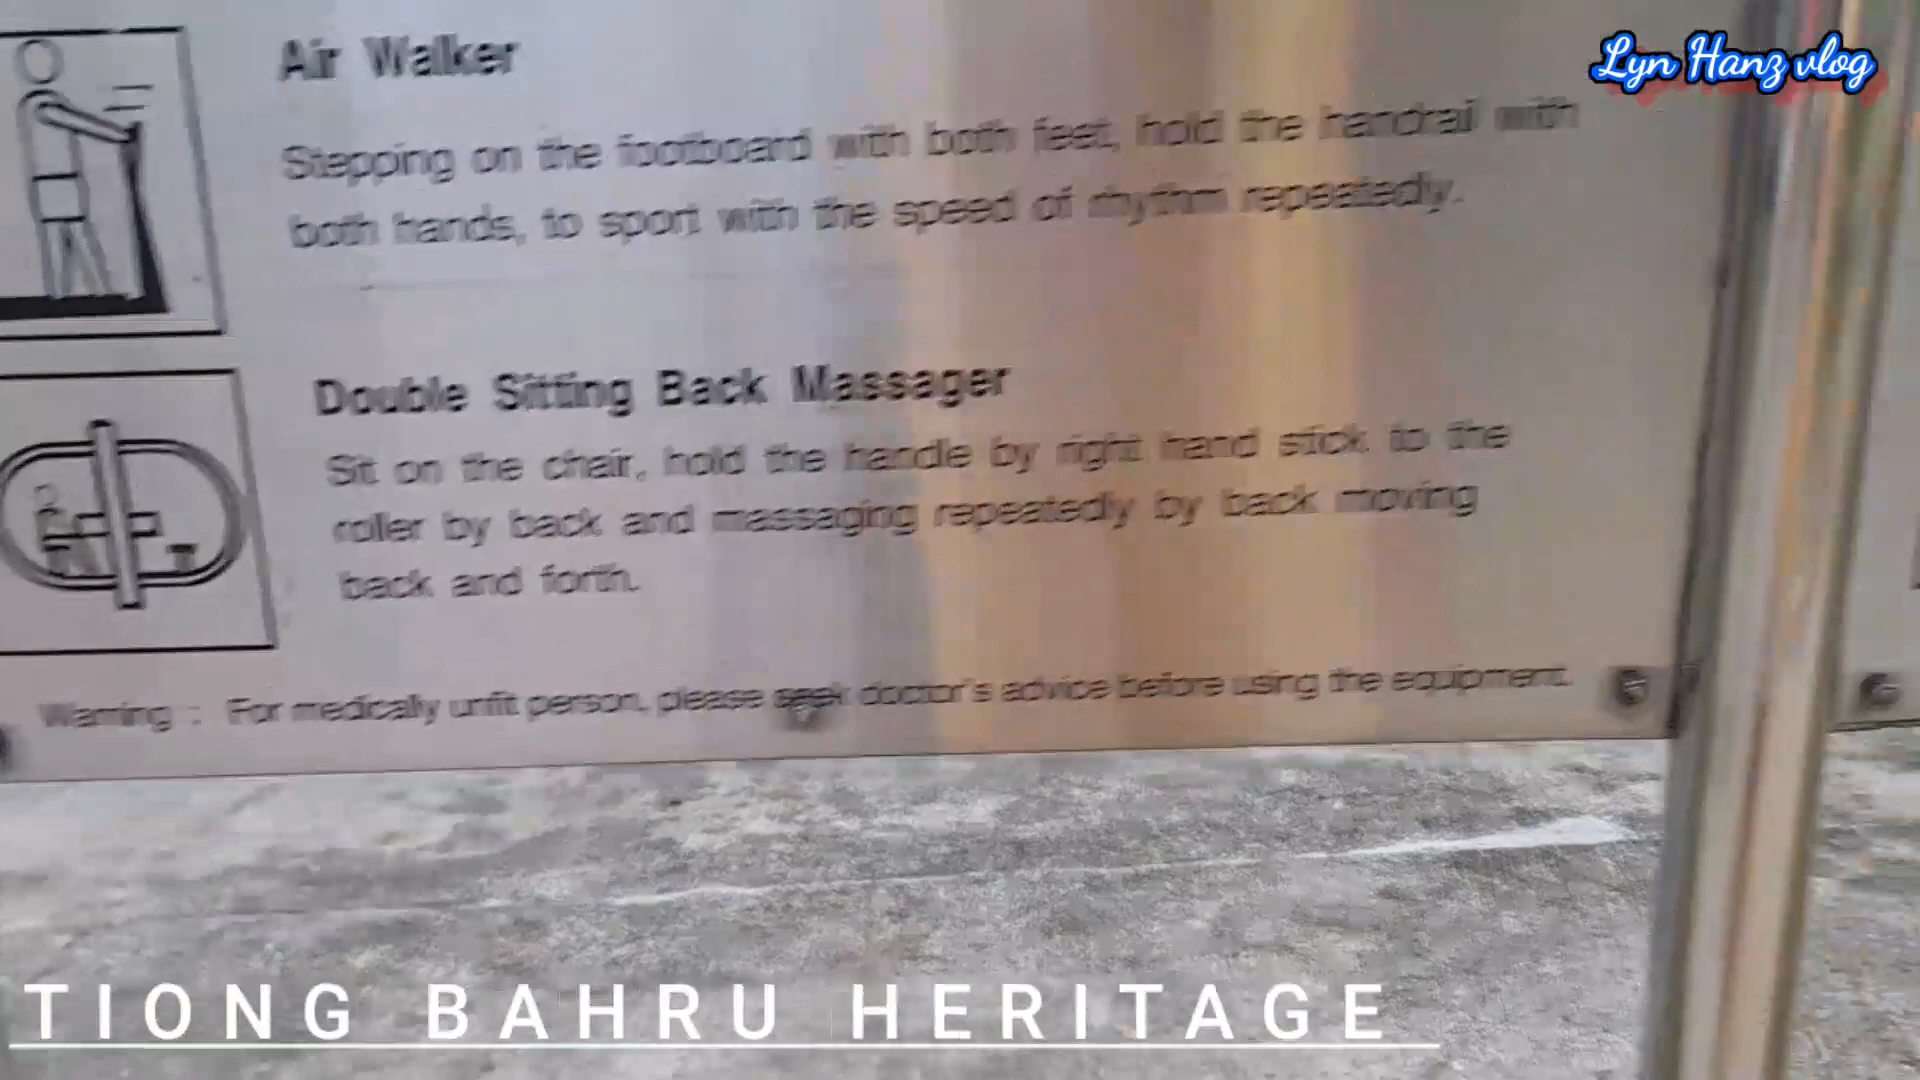 Lyn Hanz vlog
Air Walker
Stepping on the footboard with both feet, hold the handrail with
both hands, to sport with the speed of rhythm repeatedly.
Double Sitting Back Massager
Sit on the chair, hold the handle by right hand stick to the
roller by back and massaging repeatedly by back moving
back and forth.
Warning : For medically unfit person, please seek doctor's advice before using the equipment.
TIONG BAHRU HERITAGE